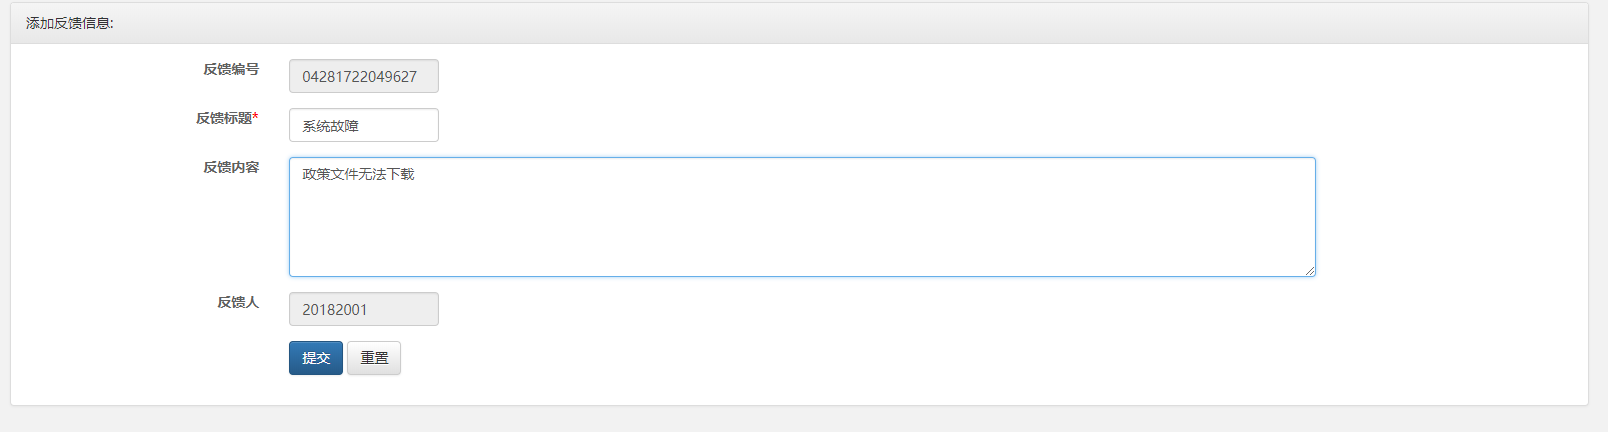 添加反馈信息:
反馈编号 04281722049627
反馈标题* 系统故障
反馈内容 政策文件无法下载
反馈人 20182001
提交 重置